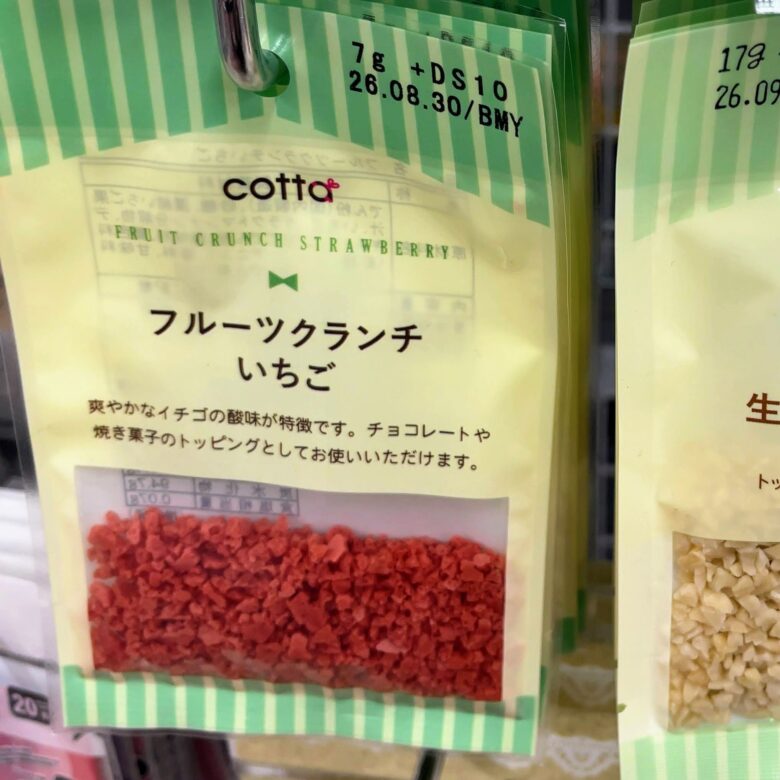 7g +DS10
26.08.30/BMY
cotta
FRUIT CRUNCH STRAWBERRY
フルーツクランチ
いちご
爽やかなイチゴの酸味が特徴です。チョコレートや
焼き菓子のトッピングとしてお使いいただけます。
17g
26.09
生
トッ
20